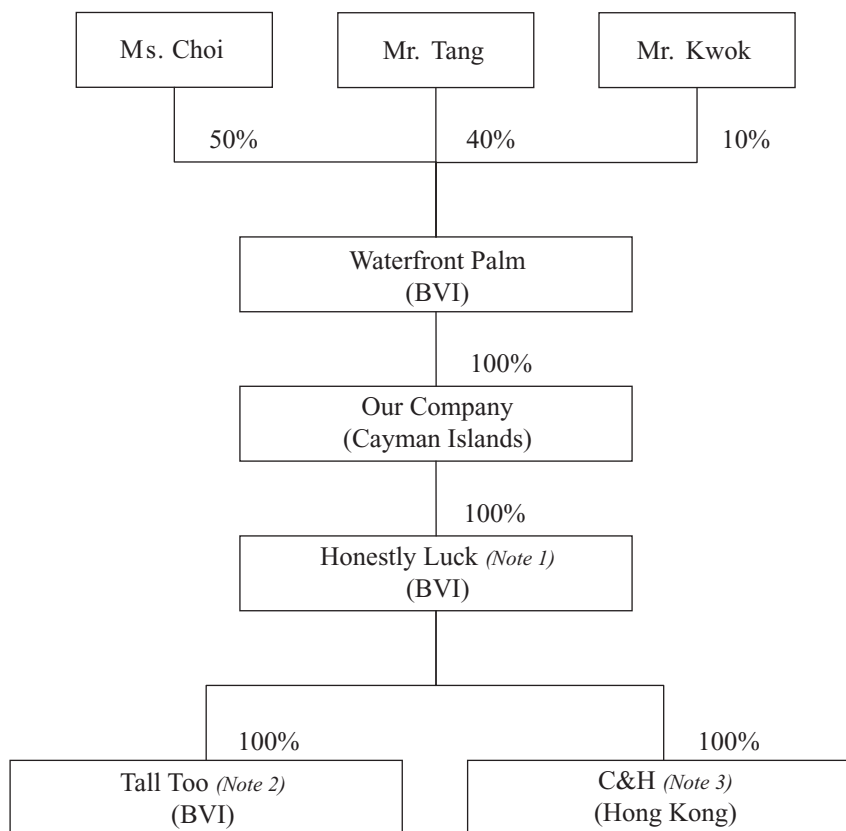 Ms. Choi
Mr. Tang
Mr. Kwok
50%
40%
10%
Waterfront Palm
(BVI)
100%
Our Company
(Cayman Islands)
100%
Honestly Luck (Note 1)
(BVI)
100%
100%
Tall Too (Note 2)
(BVI)
C&H (Note 3)
(Hong Kong)